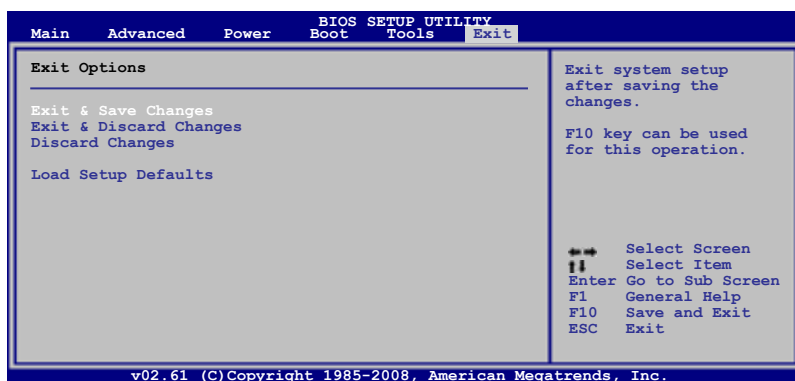 BIOS SETUP UTILITY
Main Advanced Power Boot Tools Exit
Exit Options
Exit & Save Changes
Exit & Discard Changes
Discard Changes
Load Setup Defaults
Exit system setup
after saving the
changes.
F10 key can be used
for this operation.
←→ Select Screen
↑↓ Select Item
Enter Go to Sub Screen
F1 General Help
F10 Save and Exit
ESC Exit
v02.61 (C)Copyright 1985-2008, American Megatrends, Inc.